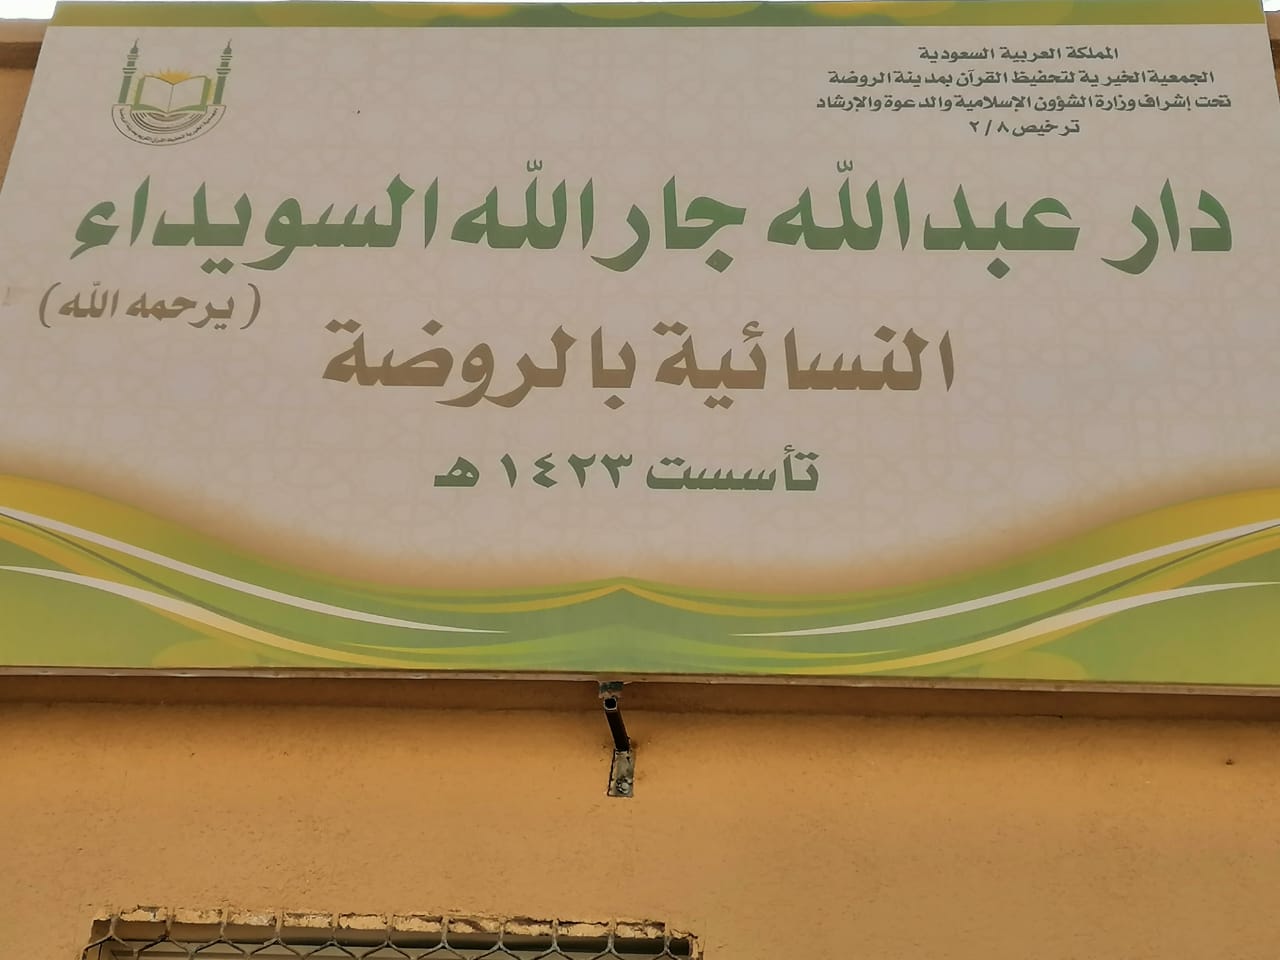 المملكة العربية السعودية
الجمعية الخيرية لتحفيظ القرآن بمدينة الروضة
تحت إشراف وزارة الشؤون الإسلامية والدعوة والإرشاد
ترخيص ٢/٨
دار عبدالله جارالله السويداء
(يرحمه الله)
النسائية بالروضة
تأسست ١٤٢٣ هـ